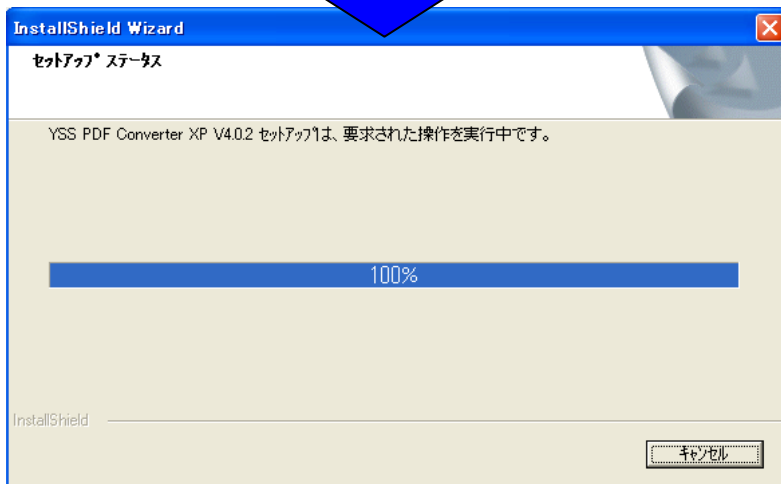 InstallShield Wizard
セットアップ ステータス
YSS PDF Converter XP V4.0.2 セットアップは、要求された操作を実行中です。
100%
InstallShield
キャンセル